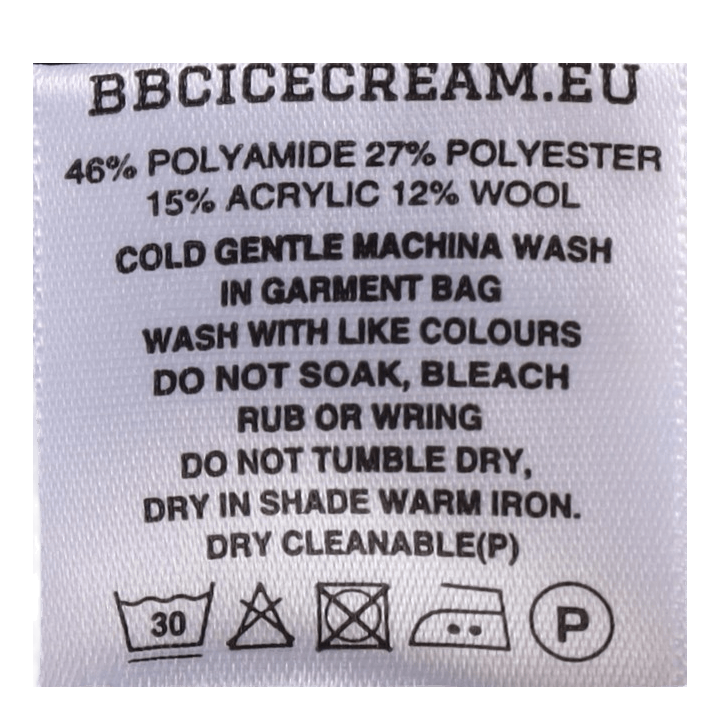 BBCICECREAM.EU
46% POLYAMIDE 27% POLYESTER
15% ACRYLIC 12% WOOL
COLD GENTLE MACHINA WASH
IN GARMENT BAG
WASH WITH LIKE COLOURS
DO NOT SOAK, BLEACH
RUB OR WRING
DO NOT TUMBLE DRY,
DRY IN SHADE WARM IRON.
DRY CLEANABLE(P)
30 P